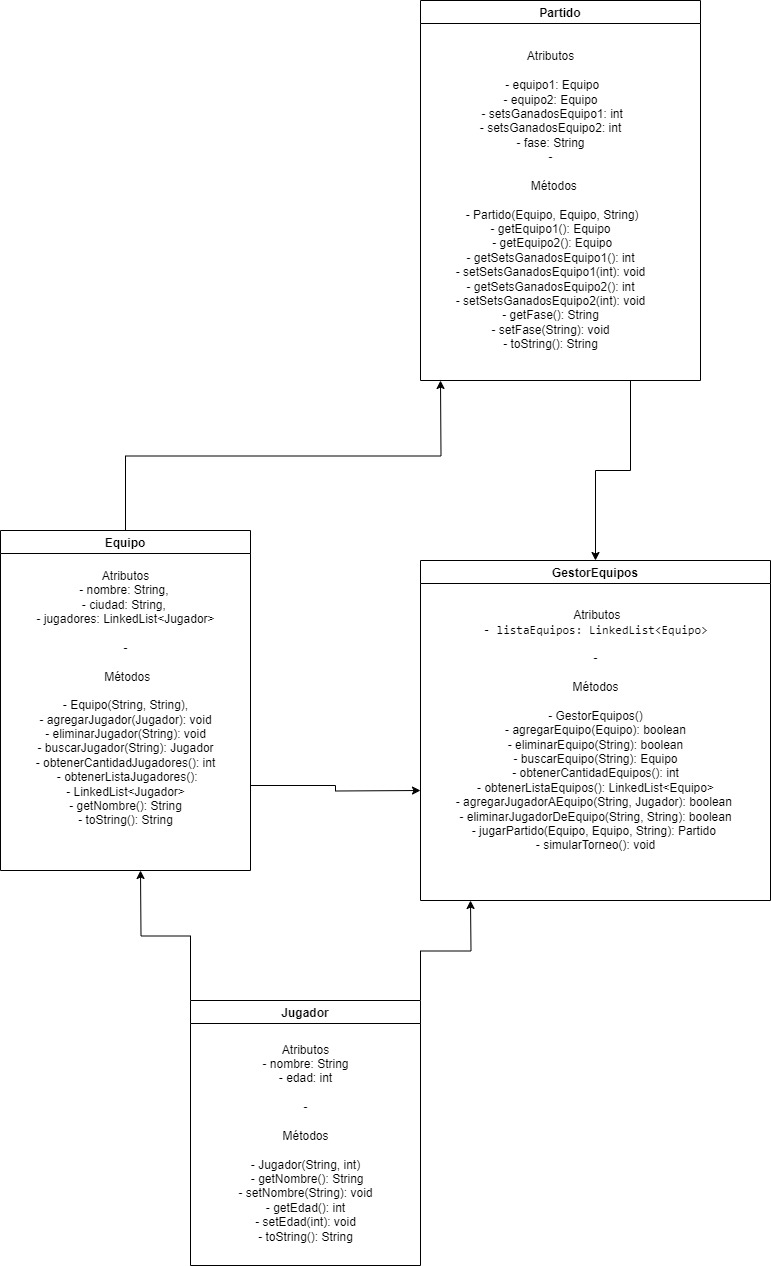 Partido
Atributos
- equipo1: Equipo
- equipo2: Equipo
- setsGanadosEquipo1: int
- setsGanadosEquipo2: int
- fase: String
-
Métodos
- Partido(Equipo, Equipo, String)
- getEquipo1(): Equipo
- getEquipo2(): Equipo
- getSetsGanadosEquipo1(): int
- setSetsGanadosEquipo1(int): void
- getSetsGanadosEquipo2(): int
- setSetsGanadosEquipo2(int): void
- getFase(): String
- setFase(String): void
- toString(): String
Equipo
Atributos
- nombre: String,
- ciudad: String,
- jugadores: LinkedList<Jugador>
-
Métodos
- Equipo(String, String),
- agregarJugador(Jugador): void
- eliminarJugador(String): void
- buscarJugador(String): Jugador
- obtenerCantidadJugadores(): int
- obtenerListaJugadores():
- LinkedList<Jugador>
- getNombre(): String
- toString(): String
GestorEquipos
Atributos
- listaEquipos: LinkedList<Equipo>
-
Métodos
- GestorEquipos()
- agregarEquipo(Equipo): boolean
- eliminarEquipo(String): boolean
- buscarEquipo(String): Equipo
- obtenerCantidadEquipos(): int
- obtenerListaEquipos(): LinkedList<Equipo>
- agregarJugadorAEquipo(String, Jugador): boolean
- eliminarJugadorDeEquipo(String, String): boolean
- jugarPartido(Equipo, Equipo, String): Partido
- simularTorneo(): void
Jugador
Atributos
- nombre: String
- edad: int
-
Métodos
- Jugador(String, int)
- getNombre(): String
- setNombre(String): void
- getEdad(): int
- setEdad(int): void
- toString(): String